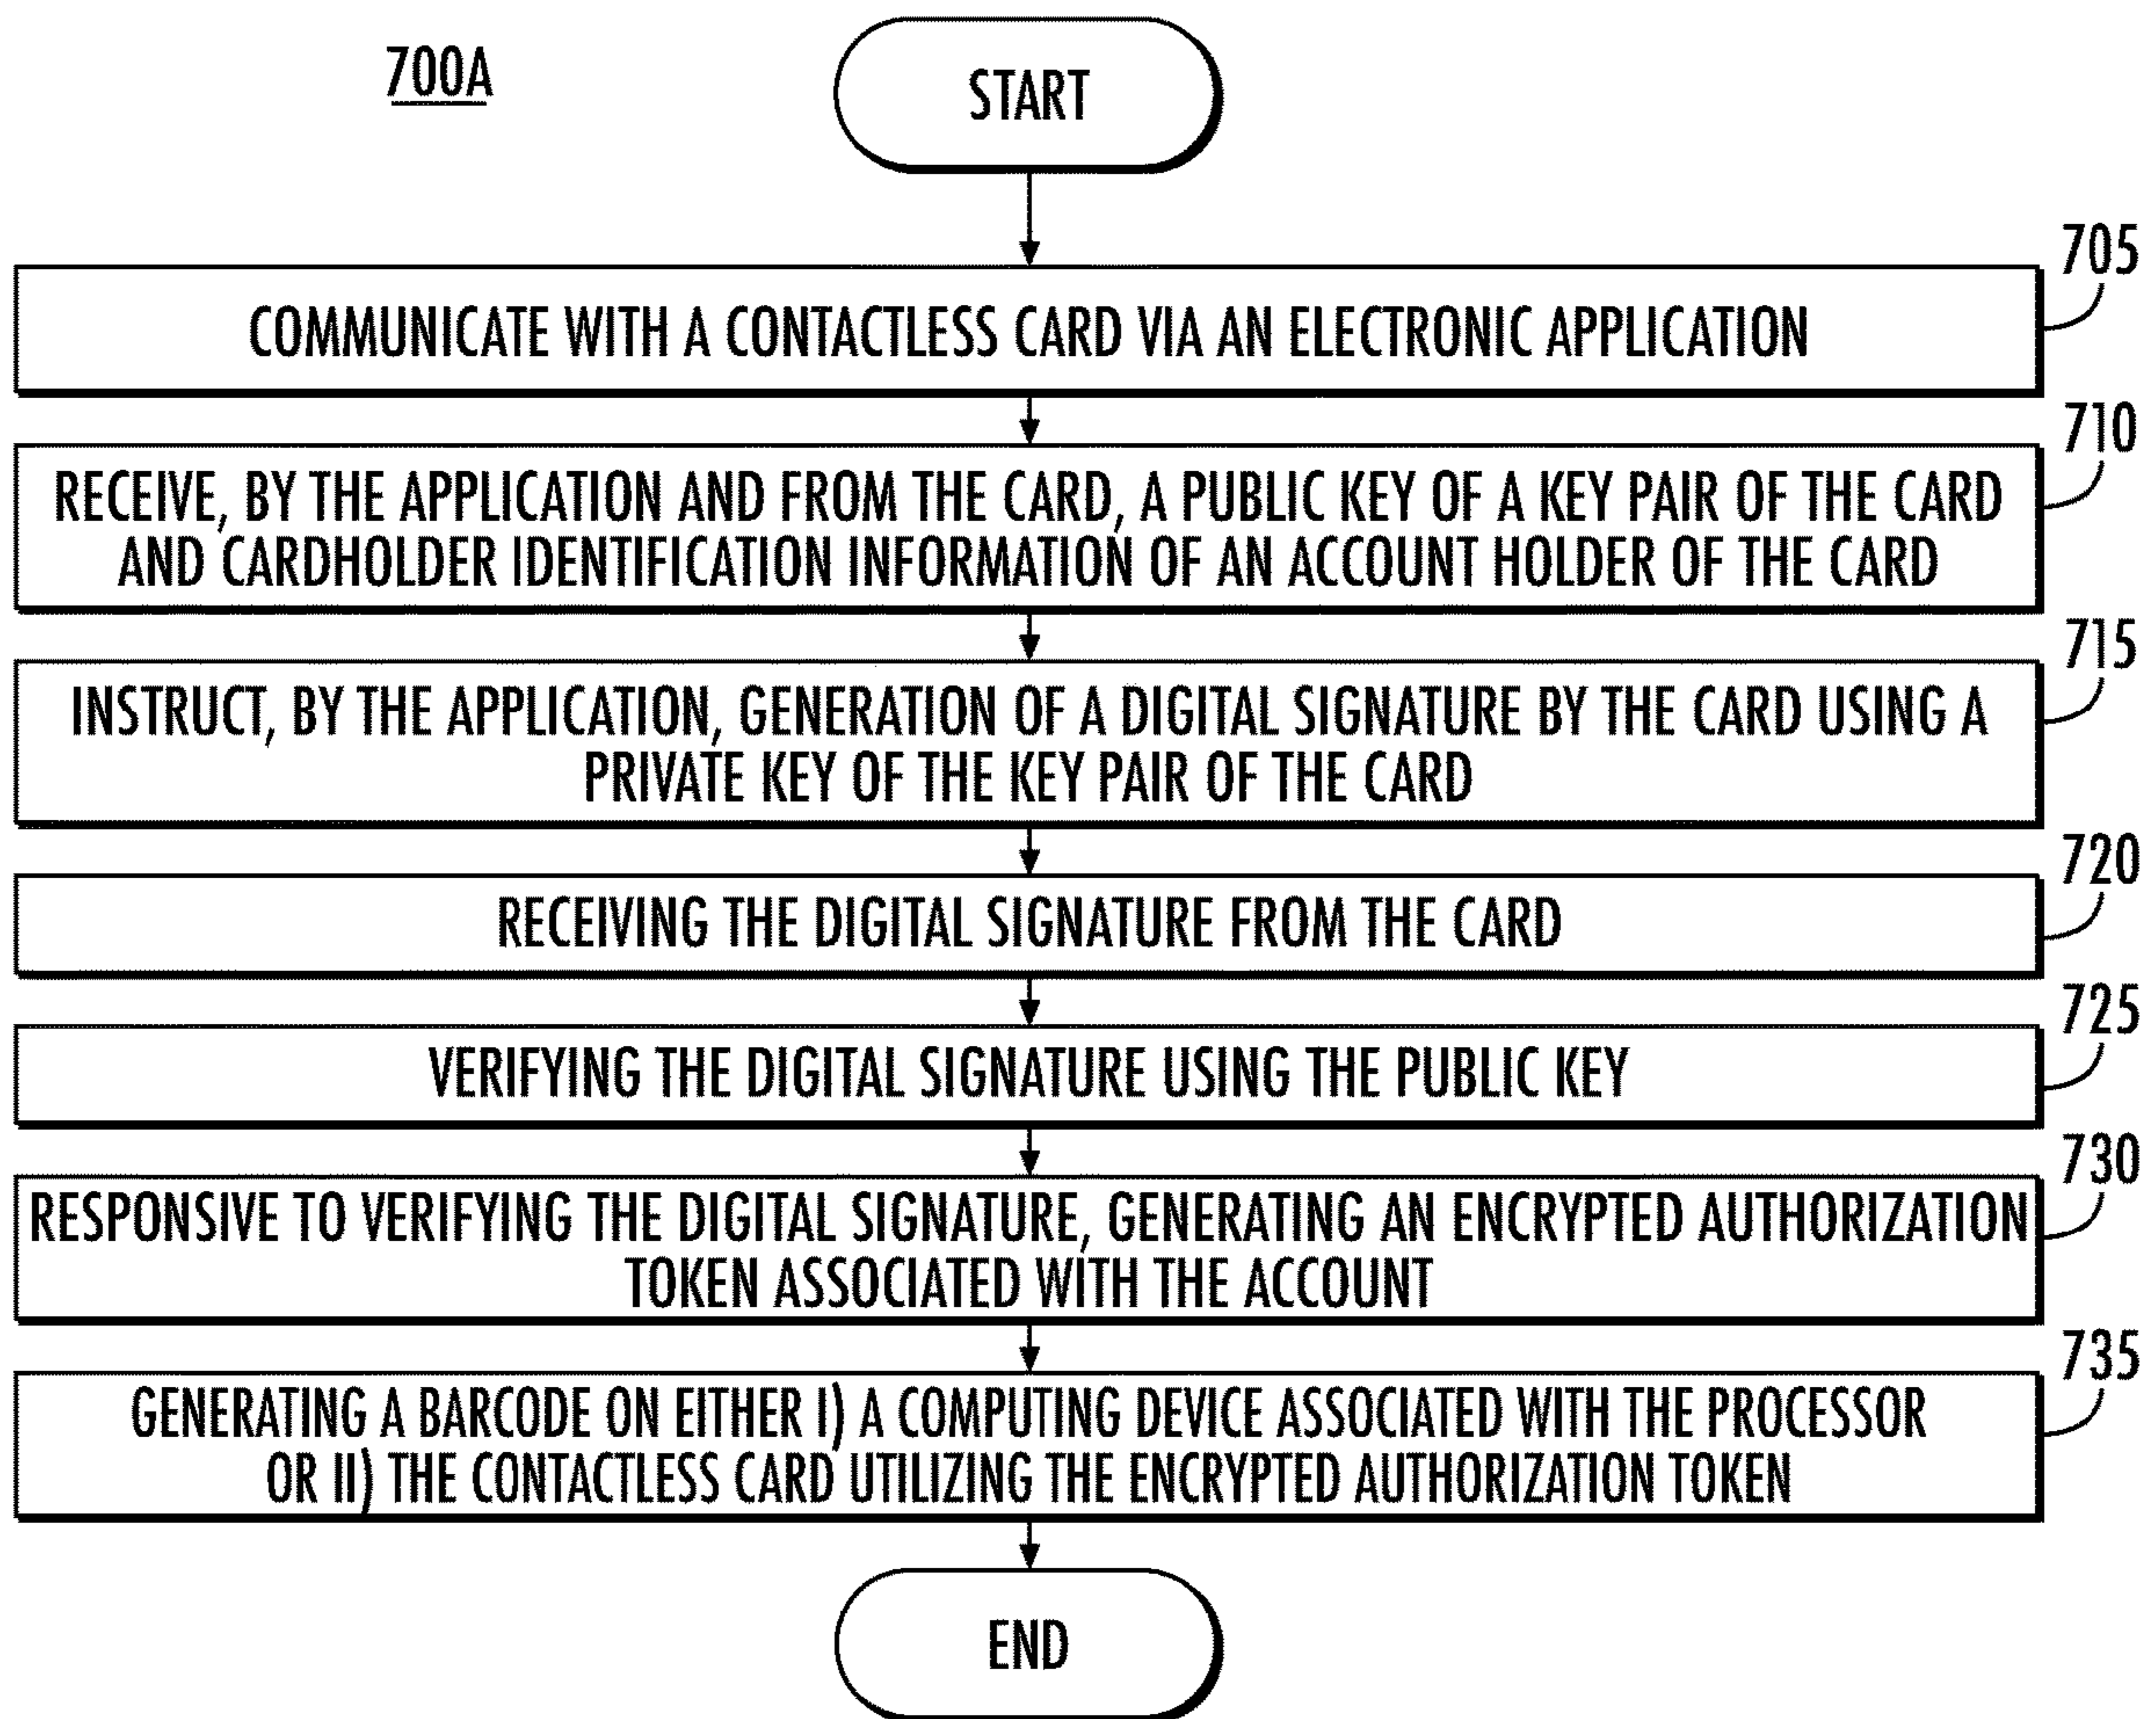 700A
START
705
COMMUNICATE WITH A CONTACTLESS CARD VIA AN ELECTRONIC APPLICATION
710
RECEIVE, BY THE APPLICATION AND FROM THE CARD, A PUBLIC KEY OF A KEY PAIR OF THE CARD
AND CARDHOLDER IDENTIFICATION INFORMATION OF AN ACCOUNT HOLDER OF THE CARD
715
INSTRUCT, BY THE APPLICATION, GENERATION OF A DIGITAL SIGNATURE BY THE CARD USING A
PRIVATE KEY OF THE KEY PAIR OF THE CARD
720
RECEIVING THE DIGITAL SIGNATURE FROM THE CARD
725
VERIFYING THE DIGITAL SIGNATURE USING THE PUBLIC KEY
730
RESPONSIVE TO VERIFYING THE DIGITAL SIGNATURE, GENERATING AN ENCRYPTED AUTHORIZATION
TOKEN ASSOCIATED WITH THE ACCOUNT
735
GENERATING A BARCODE ON EITHER I) A COMPUTING DEVICE ASSOCIATED WITH THE PROCESSOR
OR II) THE CONTACTLESS CARD UTILIZING THE ENCRYPTED AUTHORIZATION TOKEN
END